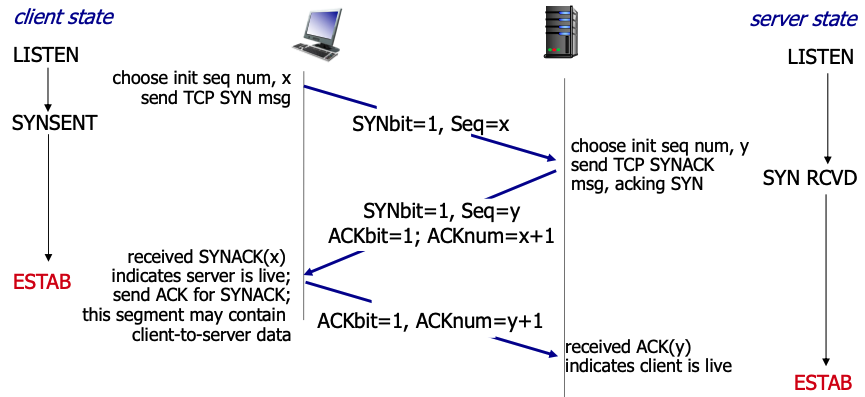 client state
server state
LISTEN
LISTEN
choose init seq num, x
send TCP SYN msg
SYNSENT
SYNbit=1, Seq=x
choose init seq num, y
send TCP SYNACK
msg, acking SYN
SYN RCVD
SYNbit=1, Seq=y
ACKbit=1; ACKnum=x+1
received SYNACK(x)
indicates server is live;
send ACK for SYNACK;
this segment may contain
client-to-server data
ESTAB
ACKbit=1, ACKnum=y+1
received ACK(y)
indicates client is live
ESTAB